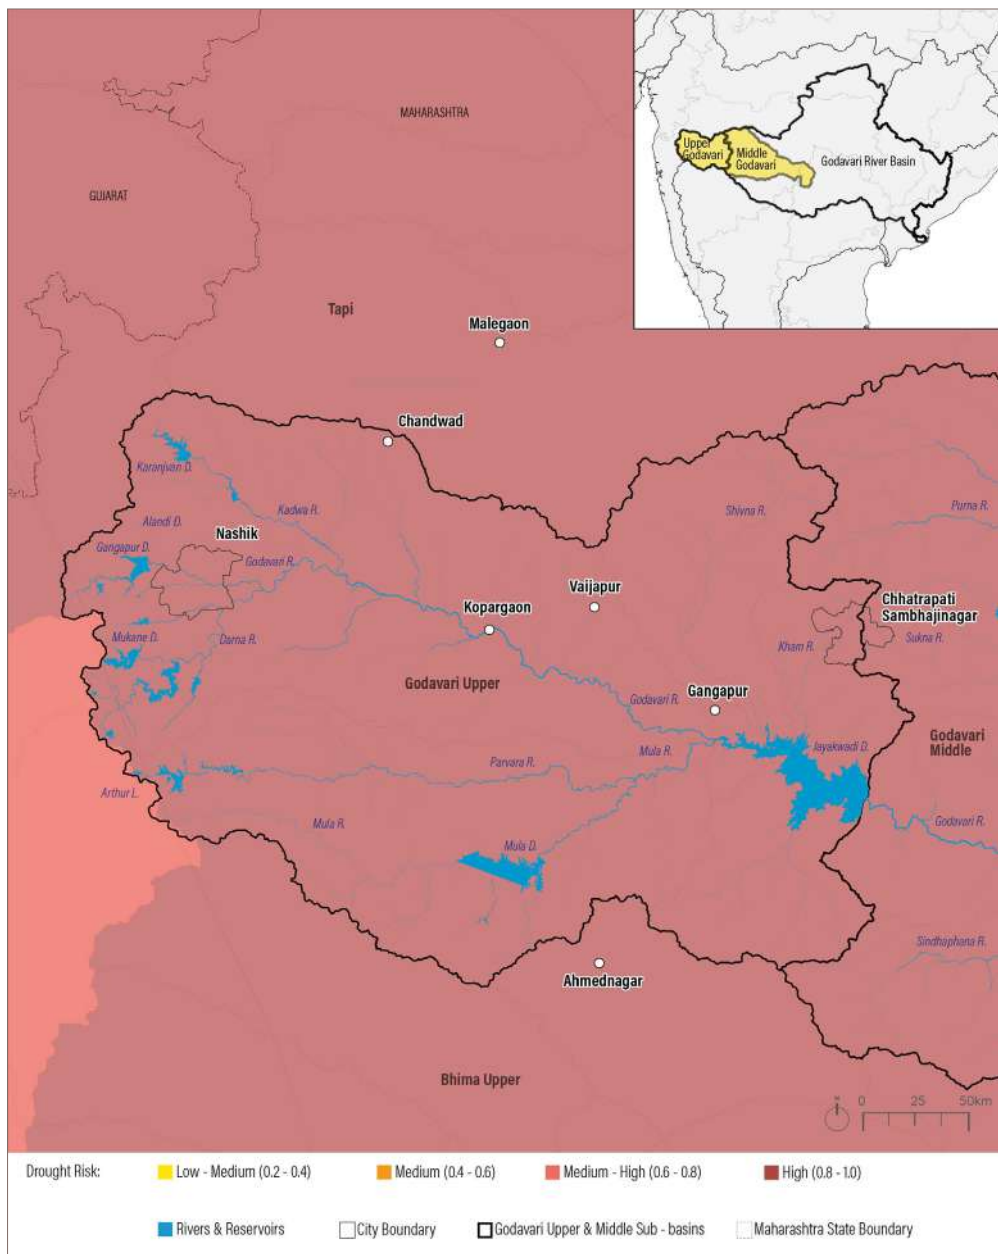 MAHARASHTRA
GUJARAT
Upper
Godavari
Middle
Godavari
Godavari River Basin
Tapi
Malegaon
Chandwad
Karanjvan D.
Kadwa R.
Shivna R.
Purna R.
Alandi D.
Nashik
Gangapur D.
Godavari R.
Vaijapur
Chhatrapati
Sambhajinagar
Kopargaon
Mukane D.
Darna R.
Kham R.
Sukna R.
Godavari Upper
Gangapur
Godavari R.
Godavari
Middle
Mula R.
Jayakwadi D.
Parvara R.
Arthur L.
Mula R.
Godavari R.
Mula D.
Sindhaphana R.
Ahmednagar
Bhima Upper
N
0 25 50km
Drought Risk:
Low - Medium (0.2 - 0.4)
Medium (0.4 - 0.6)
Medium - High (0.6 - 0.8)
High (0.8 - 1.0)
Rivers & Reservoirs
City Boundary
Godavari Upper & Middle Sub - basins
Maharashtra State Boundary